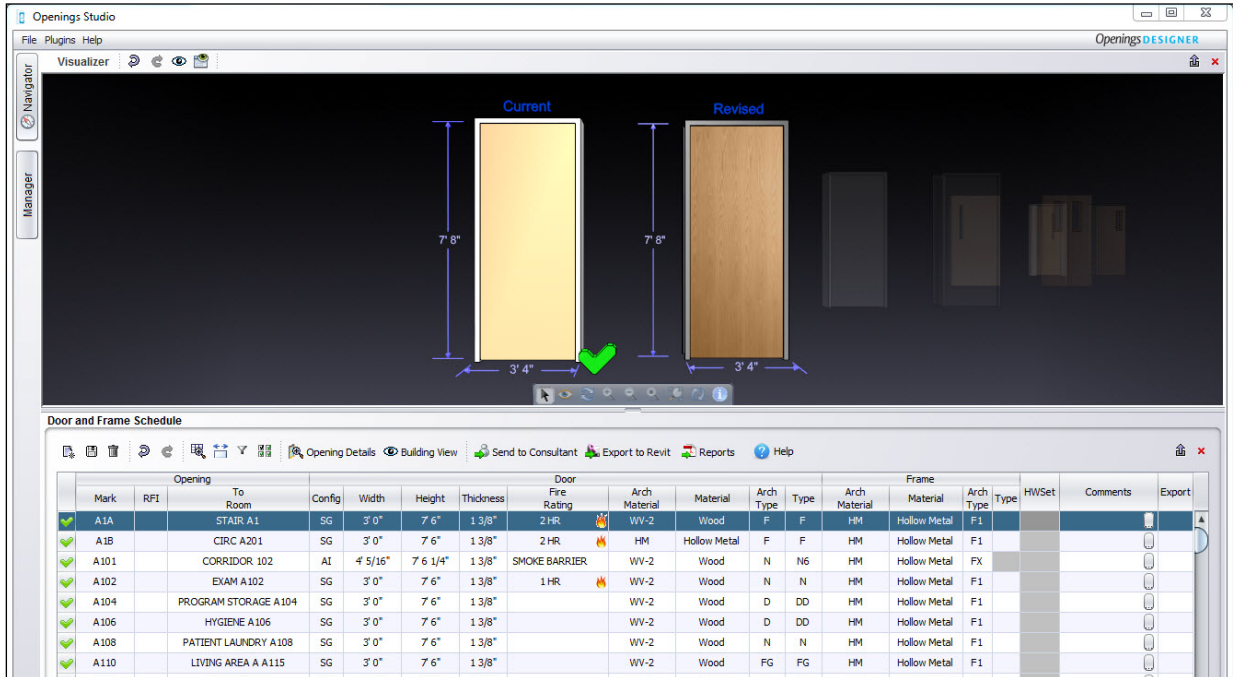 Openings Studio
File Plugins Help
Openings DESIGNER
Visualizer
Navigator
Manager
Current
Revised
7' 8"
7' 8"
3' 4"
3' 4"
Door and Frame Schedule
Opening Details Building View Send to Consultant Export to Revit Reports Help
Opening Door Frame
Mark RFI To Room Config Width Height Thickness Fire Rating Arch Material Material Arch Type Type Arch Material Material Arch Type Type HWSet Comments Export
A1A STAIR A1 SG 3' 0" 7' 6" 1 3/8" 2 HR WV-2 Wood F F HM Hollow Metal F1
A1B CIRC A201 SG 3' 0" 7' 6" 1 3/8" 2 HR HM Hollow Metal F F HM Hollow Metal F1
A101 CORRIDOR 102 AI 4' 5/16" 7' 6 1/4" 1 3/8" SMOKE BARRIER WV-2 Wood N N6 HM Hollow Metal FX
A102 EXAM A102 SG 3' 0" 7' 6" 1 3/8" 1 HR WV-2 Wood N N HM Hollow Metal F1
A104 PROGRAM STORAGE A104 SG 3' 0" 7' 6" 1 3/8" WV-2 Wood D DD HM Hollow Metal F1
A106 HYGIENE A106 SG 3' 0" 7' 6" 1 3/8" WV-2 Wood D DD HM Hollow Metal F1
A108 PATIENT LAUNDRY A108 SG 3' 0" 7' 6" 1 3/8" WV-2 Wood N N HM Hollow Metal F1
A110 LIVING AREA A A115 SG 3' 0" 7' 6" 1 3/8" WV-2 Wood FG FG HM Hollow Metal F1